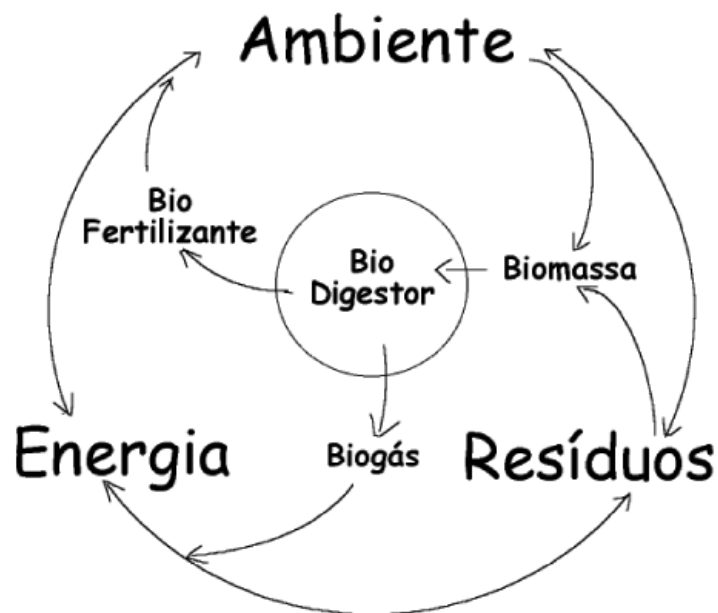 Ambiente
Bio
Fertilizante
Bio
Digestor
Biomassa
Energia
Biogás
Resíduos